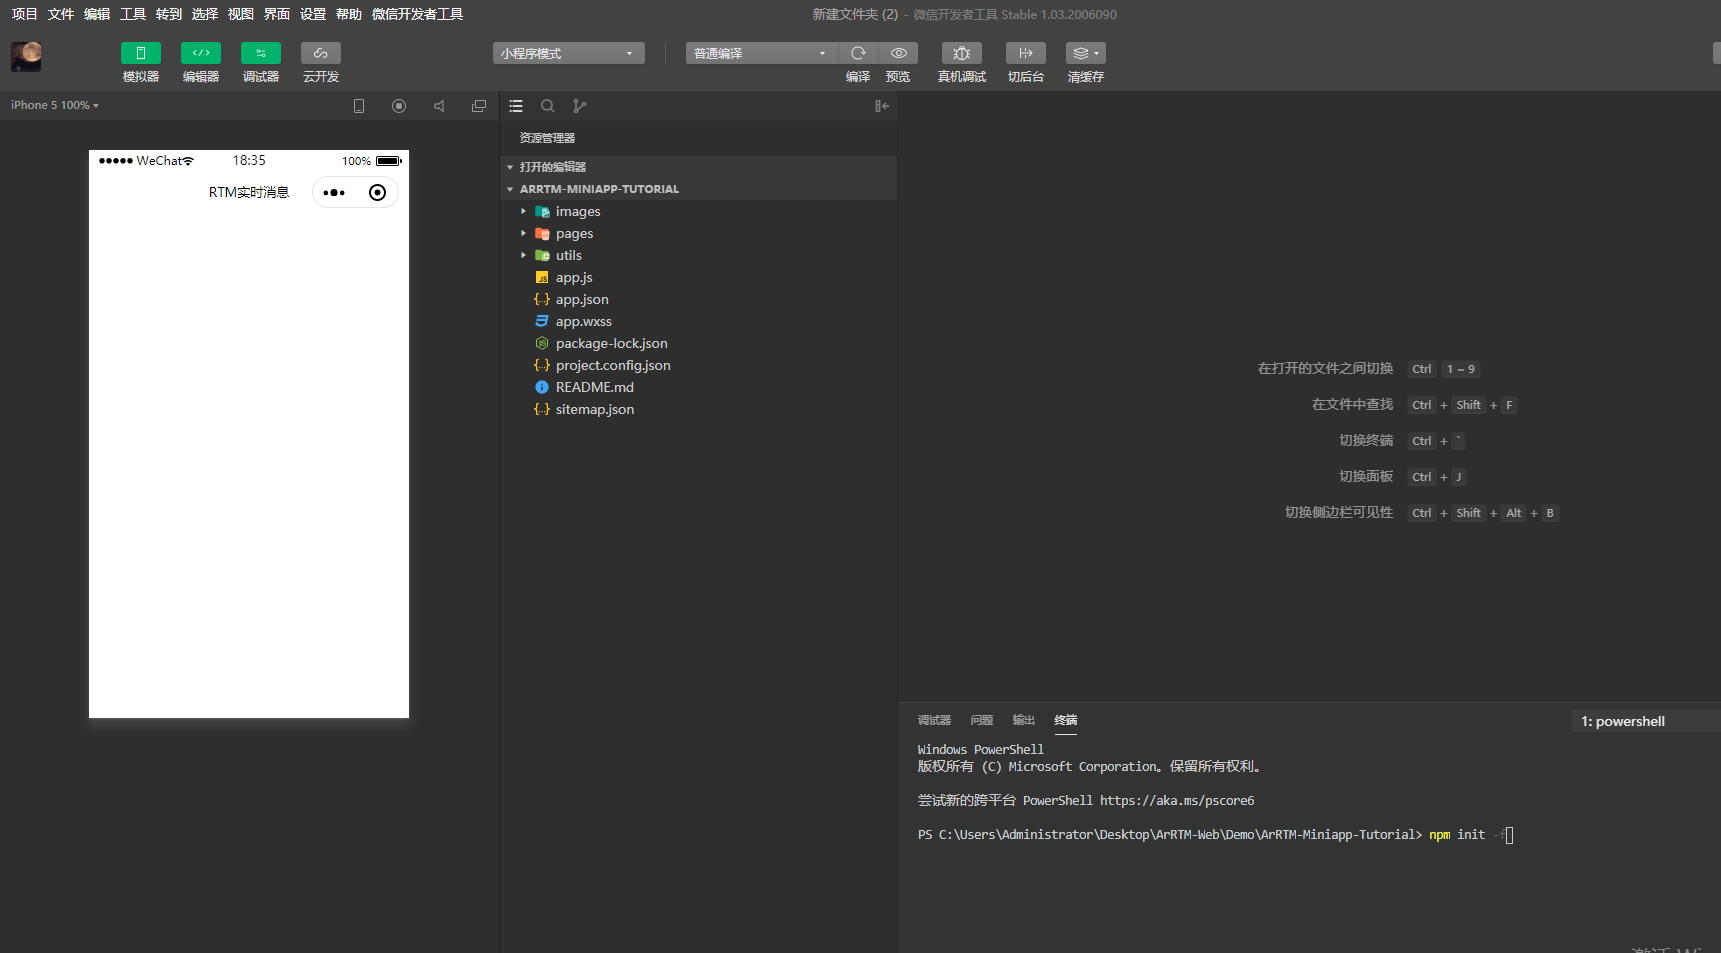 项目 文件 编辑 工具 转到 选择 视图 界面 设置 帮助 微信开发者工具
新建文件夹 (2) - 微信开发者工具 Stable 1.03.2006090
小程序模式
普通编译
模拟器 编辑器 调试器 云开发
编译 预览 真机调试 切后台 清缓存
iPhone 5 100%
WeChat 18:35 100%
RTM实时消息
资源管理器
打开的编辑器
ARRTM-MINIAPP-TUTORIAL
images
pages
utils
app.js
app.json
app.wxss
package-lock.json
project.config.json
README.md
sitemap.json
在打开的文件之间切换 Ctrl 1 ~ 9
在文件中查找 Ctrl + Shift + F
切换终端 Ctrl + `
切换面板 Ctrl + J
切换侧边栏可见性 Ctrl + Shift + Alt + B
调试器 问题 输出 终端
1: powershell
Windows PowerShell
版权所有 (C) Microsoft Corporation。保留所有权利。
尝试新的跨平台 PowerShell https://aka.ms/pscore6
PS C:\Users\Administrator\Desktop\ArRTM-Web\Demo\ArRTM-Miniapp-Tutorial> npm init -f